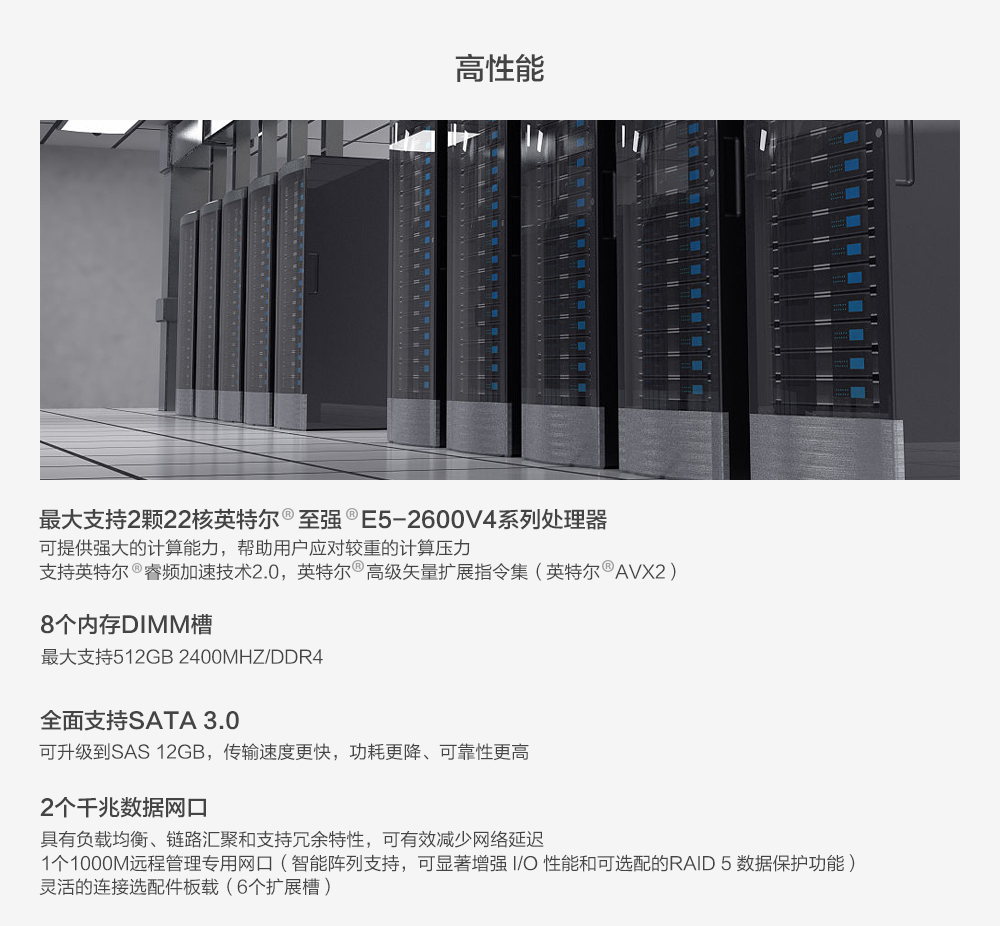 高性能
最大支持2颗22核英特尔®至强®E5-2600V4系列处理器
可提供强大的计算能力，帮助用户应对较重的计算压力
支持英特尔®睿频加速技术2.0，英特尔®高级矢量扩展指令集（英特尔®AVX2）
8个内存DIMM槽
最大支持512GB 2400MHZ/DDR4
全面支持SATA 3.0
可升级到SAS 12GB，传输速度更快，功耗更降、可靠性更高
2个千兆数据网口
具有负载均衡、链路汇聚和支持冗余特性，可有效减少网络延迟
1个1000M远程管理专用网口（智能阵列支持，可显著增强 I/O 性能和可选配的RAID 5 数据保护功能）
灵活的连接选配件板载（6个扩展槽）